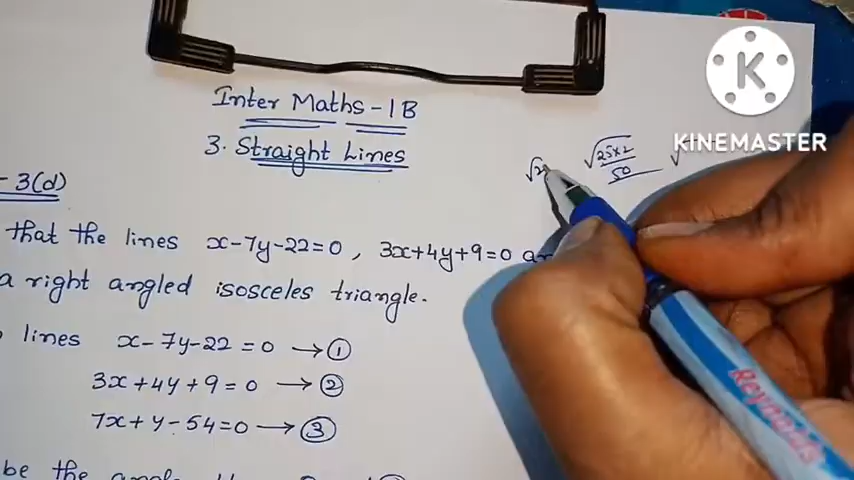 Inter Maths-1B
3. Straight Lines
- 3(d)
√25x2
50
that the lines x-7y-22=0, 3x+4y+9=0
a right angled isosceles triangle.
lines x-7y-22=0 → ①
3x+4y+9=0 → ②
7x+y-54=0 → ③
be the
K
KINEMASTER
Reynolds